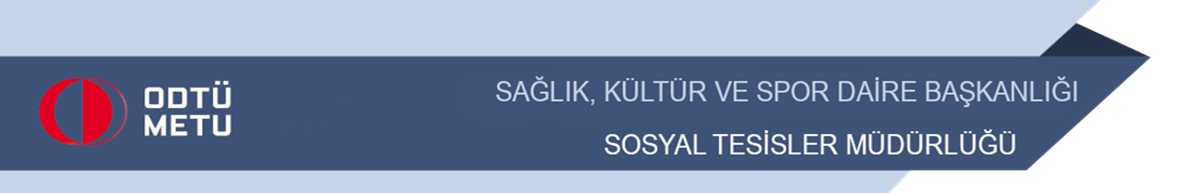 ODTÜ
METU
SAĞLIK, KÜLTÜR VE SPOR DAİRE BAŞKANLIĞI
SOSYAL TESİSLER MÜDÜRLÜĞÜ